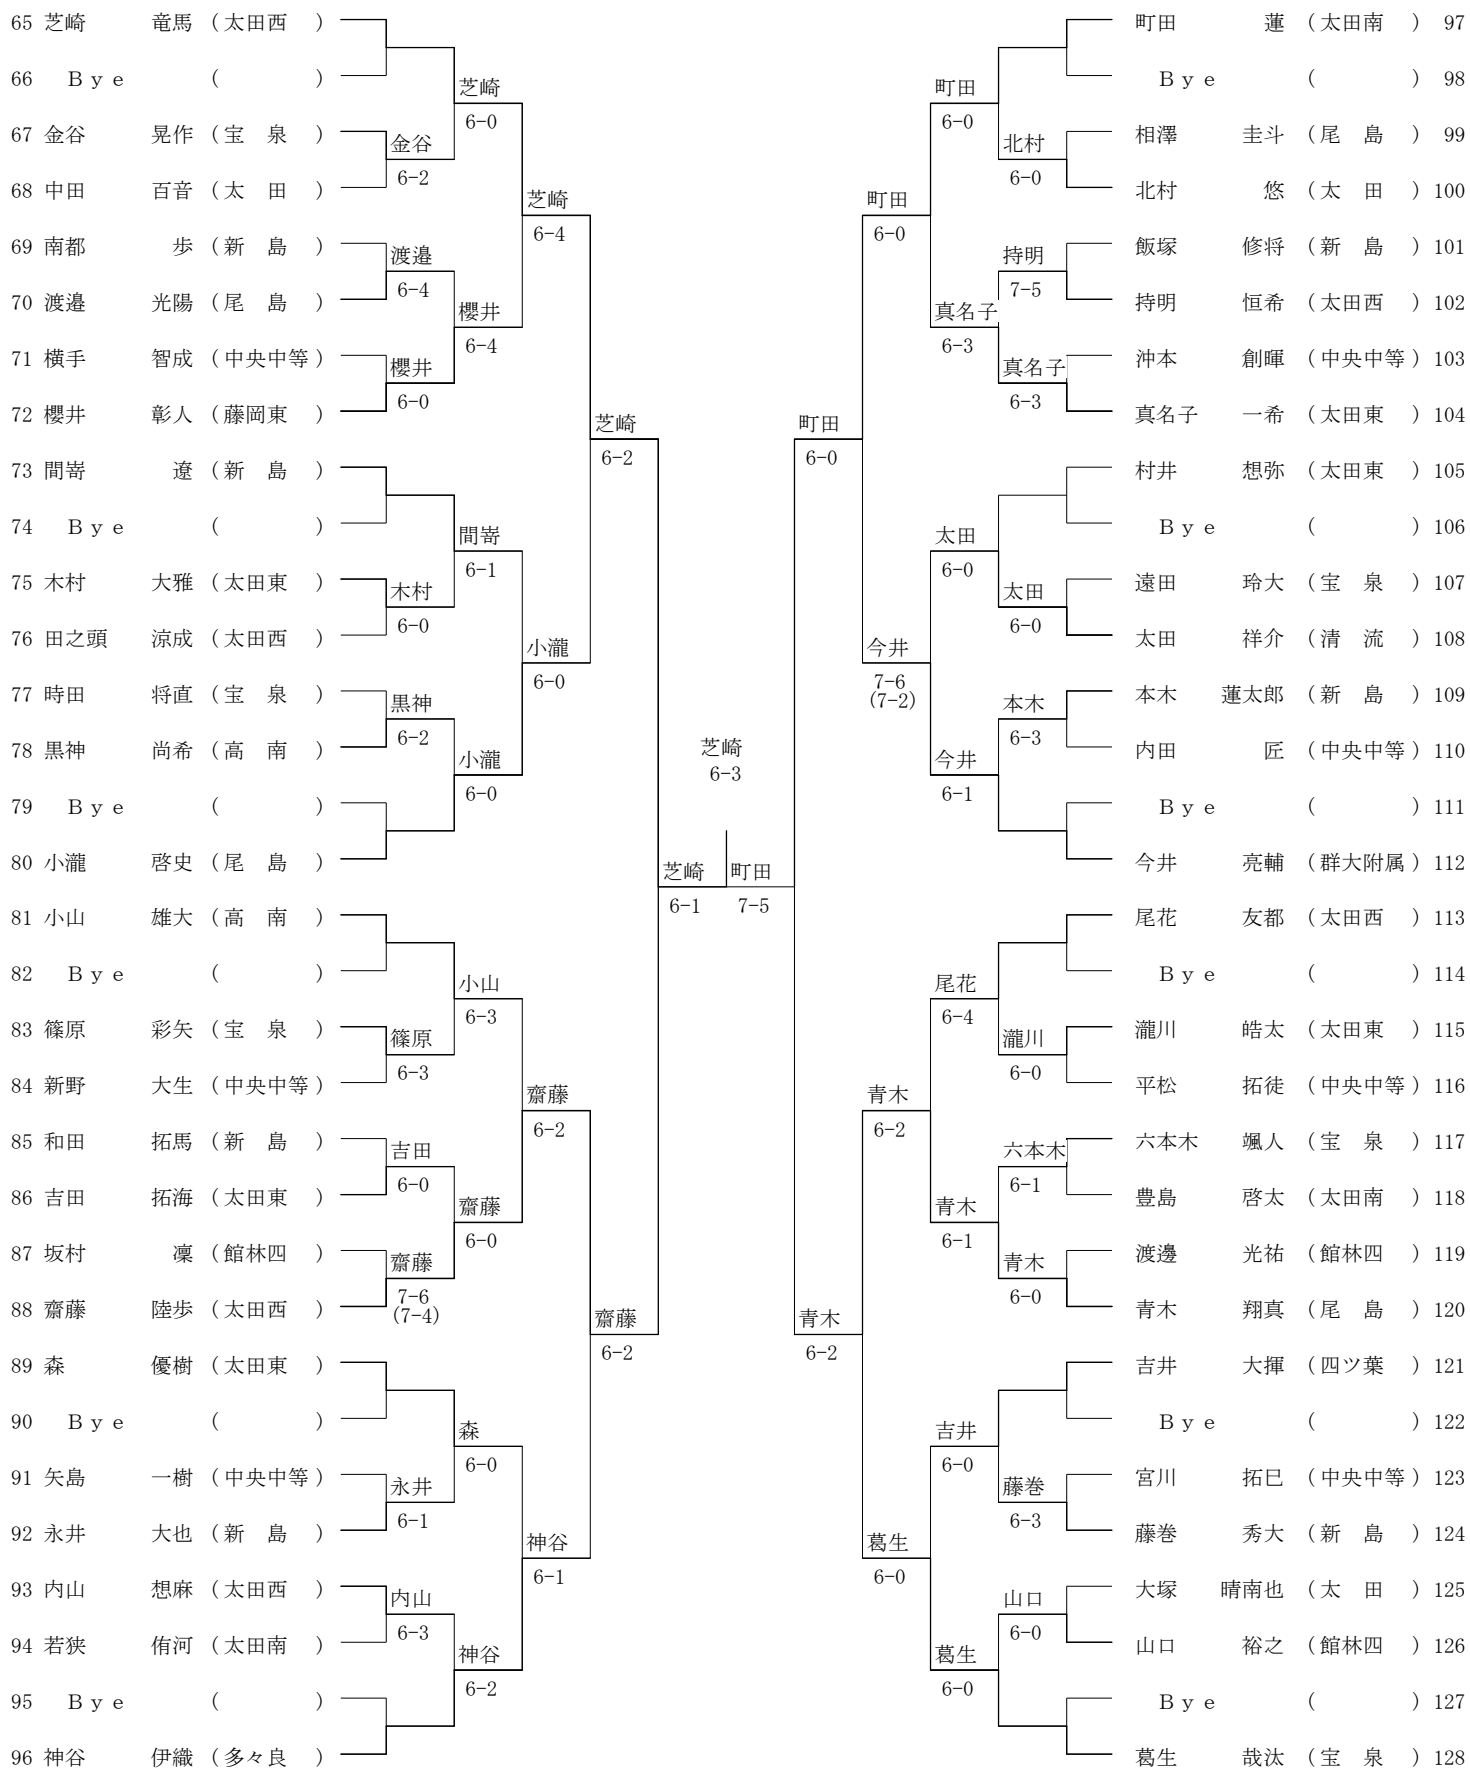 65 芝崎 竜馬 (太田西)
66 Bye ( )
67 金谷 晃作 (宝 泉)
68 中田 百音 (太 田)
69 南都 歩 (新 島)
70 渡邉 光陽 (尾 島)
71 横手 智成 (中央中等)
72 櫻井 彰人 (藤岡東)
73 間嵜 遼 (新 島)
74 Bye ( )
75 木村 大雅 (太田東)
76 田之頭 涼成 (太田西)
77 時田 将直 (宝 泉)
78 黒神 尚希 (高 南)
79 Bye ( )
80 小瀧 啓史 (尾 島)
81 小山 雄大 (高 南)
82 Bye ( )
83 篠原 彩矢 (宝 泉)
84 新野 大生 (中央中等)
85 和田 拓馬 (新 島)
86 吉田 拓海 (太田東)
87 坂村 凜 (館林四)
88 齋藤 陸歩 (太田西)
89 森 優樹 (太田東)
90 Bye ( )
91 矢島 一樹 (中央中等)
92 永井 大也 (新 島)
93 内山 想麻 (太田西)
94 若狭 侑河 (太田南)
95 Bye ( )
96 神谷 伊織 (多々良)
金谷
6-2
渡邉
6-4
櫻井
6-0
木村
6-0
黒神
6-2
篠原
6-3
吉田
6-0
齋藤
7-6
(7-4)
永井
6-1
内山
6-3
芝崎
6-0
櫻井
6-4
間嵜
6-1
小瀧
6-0
小山
6-3
齋藤
6-0
森
6-0
神谷
6-2
芝崎
6-4
小瀧
6-0
齋藤
6-2
神谷
6-1
芝崎
6-2
齋藤
6-2
芝崎
6-1
芝崎
6-3
町田
7-5
町田
6-0
青木
6-2
町田
6-0
今井
7-6
(7-2)
青木
6-2
葛生
6-0
町田
6-0
真名子
6-3
太田
6-0
今井
6-1
尾花
6-4
青木
6-1
吉井
6-0
葛生
6-0
北村
6-0
持明
7-5
真名子
6-3
太田
6-0
本木
6-3
瀧川
6-0
六本木
6-1
青木
6-0
藤巻
6-3
山口
6-0
町田 蓮 (太田南) 97
Bye ( ) 98
相澤 圭斗 (尾 島) 99
北村 悠 (太 田) 100
飯塚 修将 (新 島) 101
持明 恒希 (太田西) 102
沖本 創暉 (中央中等) 103
真名子 一希 (太田東) 104
村井 想弥 (太田東) 105
Bye ( ) 106
遠田 玲大 (宝 泉) 107
太田 祥介 (清 流) 108
本木 蓮太郎 (新 島) 109
内田 匠 (中央中等) 110
Bye ( ) 111
今井 亮輔 (群大附属) 112
尾花 友都 (太田西) 113
Bye ( ) 114
瀧川 皓太 (太田東) 115
平松 拓徒 (中央中等) 116
六本木 颯人 (宝 泉) 117
豊島 啓太 (太田南) 118
渡邊 光祐 (館林四) 119
青木 翔真 (尾 島) 120
吉井 大揮 (四ツ葉) 121
Bye ( ) 122
宮川 拓巳 (中央中等) 123
藤巻 秀大 (新 島) 124
大塚 晴南也 (太 田) 125
山口 裕之 (館林四) 126
Bye ( ) 127
葛生 哉汰 (宝 泉) 128